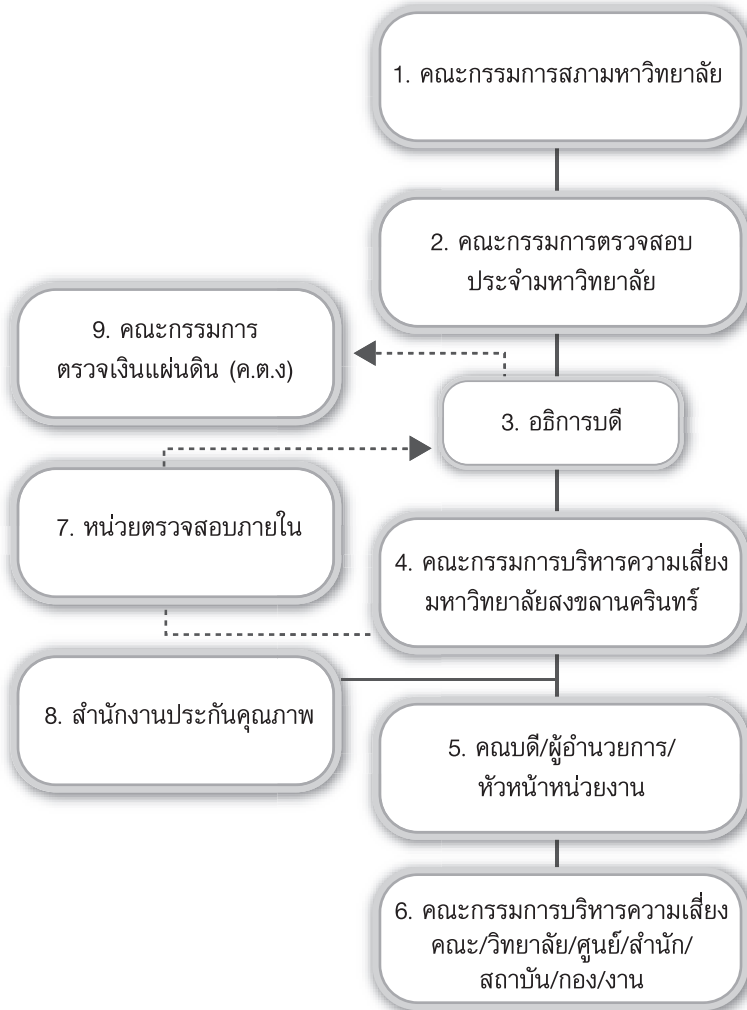 1. คณะกรรมการสภามหาวิทยาลัย
2. คณะกรรมการตรวจสอบ
ประจำมหาวิทยาลัย
9. คณะกรรมการ
ตรวจเงินแผ่นดิน (ค.ต.ง)
3. อธิการบดี
7. หน่วยตรวจสอบภายใน
4. คณะกรรมการบริหารความเสี่ยง
มหาวิทยาลัยสงขลานครินทร์
8. สำนักงานประกันคุณภาพ
5. คณบดี/ผู้อำนวยการ/
หัวหน้าหน่วยงาน
6. คณะกรรมการบริหารความเสี่ยง
คณะ/วิทยาลัย/ศูนย์/สำนัก/
สถาบัน/กอง/งาน